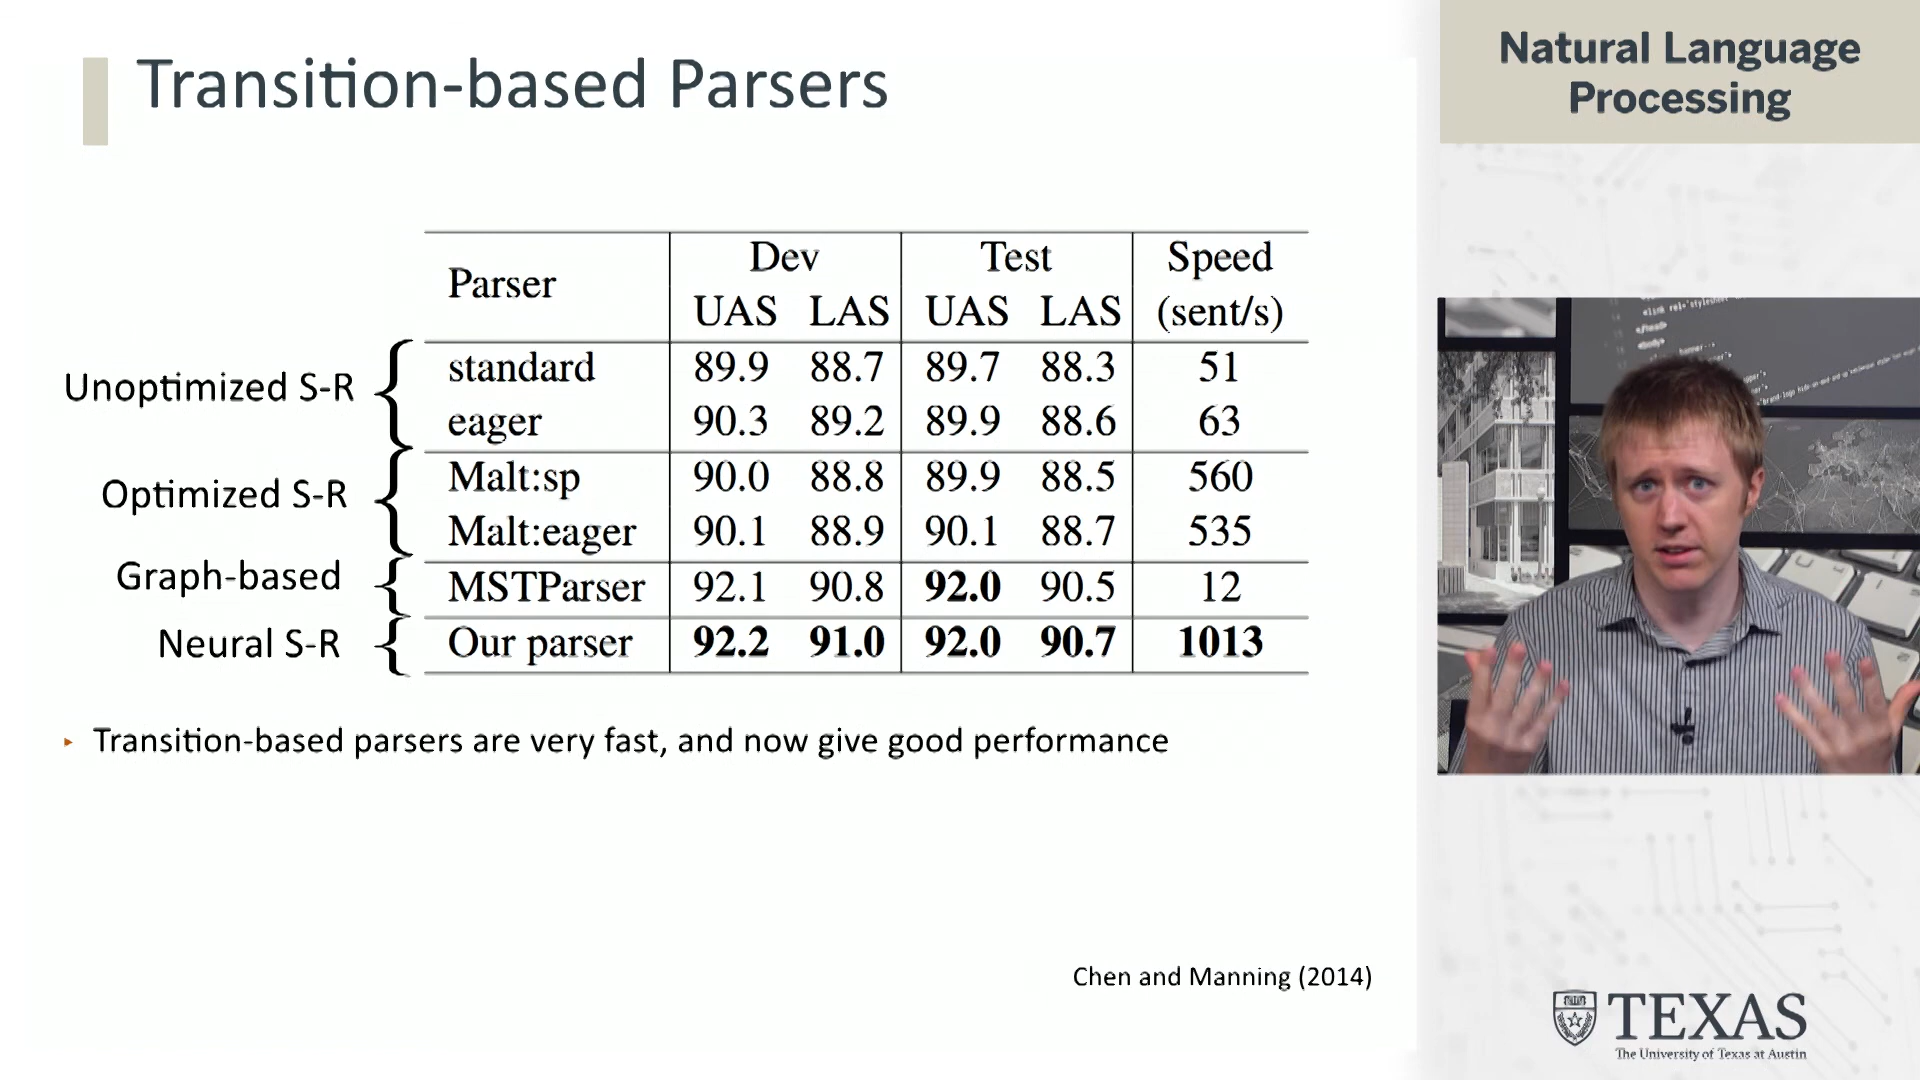 Transition-based Parsers
Natural Language
Processing
Parser Dev Test Speed
UAS LAS UAS LAS (sent/s)
Unoptimized S-R
standard 89.9 88.7 89.7 88.3 51
eager 90.3 89.2 89.9 88.6 63
Optimized S-R
Malt:sp 90.0 88.8 89.9 88.5 560
Malt:eager 90.1 88.9 90.1 88.7 535
Graph-based MSTParser 92.1 90.8 92.0 90.5 12
Neural S-R Our parser 92.2 91.0 92.0 90.7 1013
▸ Transition-based parsers are very fast, and now give good performance
Chen and Manning (2014)
TEXAS
The University of Texas at Austin